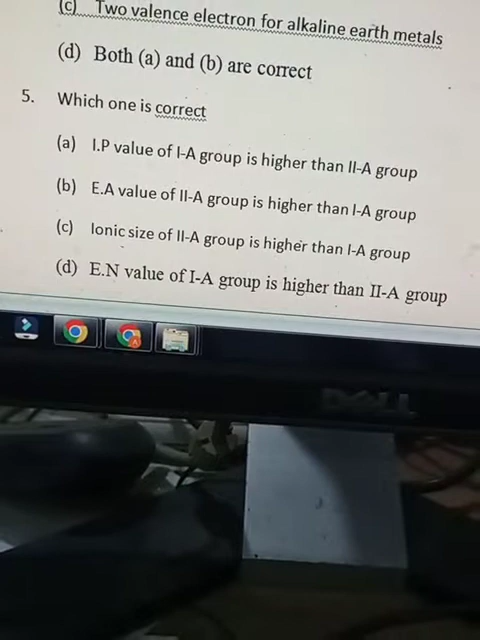 (c) Two valence electron for alkaline earth metals
(d) Both (a) and (b) are correct
5. Which one is correct
(a) I.P value of I-A group is higher than II-A group
(b) E.A value of II-A group is higher than I-A group
(c) Ionic size of II-A group is higher than I-A group
(d) E.N value of I-A group is higher than II-A group
DELL